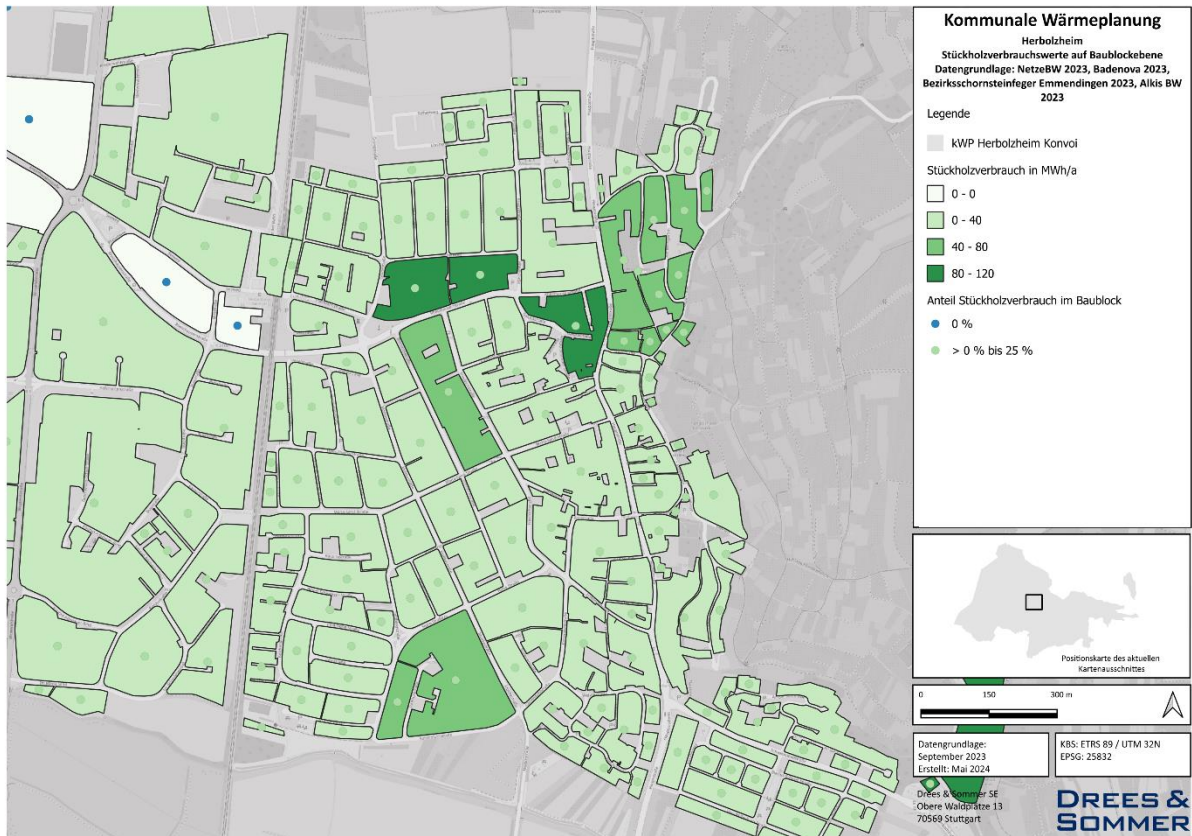 Kommunale Wärmeplanung
Herbolzheim
Stückholzverbrauchswerte auf Baublockebene
Datengrundlage: NetzeBW 2023, Badenova 2023,
Bezirksschornsteinfeger Emmendingen 2023, Alkis BW
2023
Legende
kWP Herbolzheim Konvoi
Stückholzverbrauch in MWh/a
0 - 0
0 - 40
40 - 80
80 - 120
Anteil Stückholzverbrauch im Baublock
0 %
> 0 % bis 25 %
Positionskarte des aktuellen
Kartenausschnittes
0 150 300 m
Datengrundlage:
September 2023
Erstellt: Mai 2024
KBS: ETRS 89 / UTM 32N
EPSG: 25832
Drees & Sommer SE
Obere Waldplätze 13
70569 Stuttgart
DREES &
SOMMER